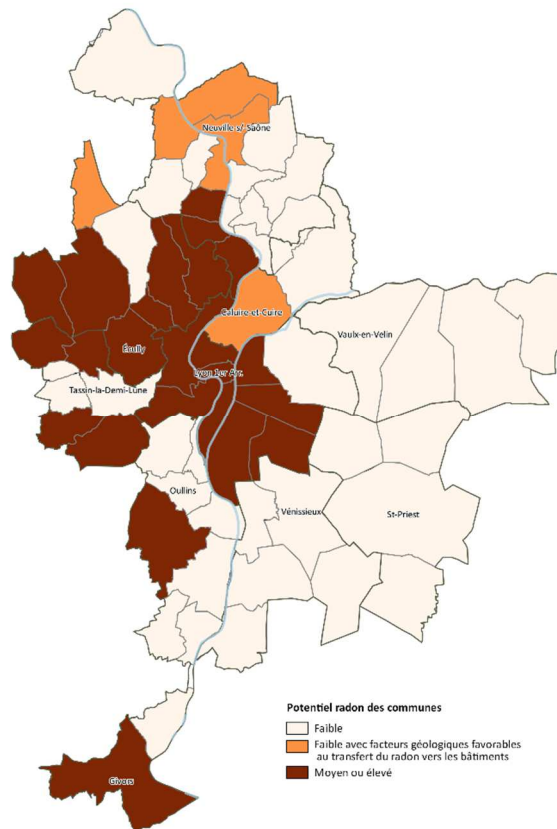 Neuville-s/-Saône
Caluire-et-Cuire
Vaulx-en-Velin
Écully
Lyon 1er Arr.
Tassin-la-Demi-Lune
Oullins
Vénissieux
St-Priest
Givors
Potentiel radon des communes
Faible
Faible avec facteurs géologiques favorables
au transfert du radon vers les bâtiments
Moyen ou élevé